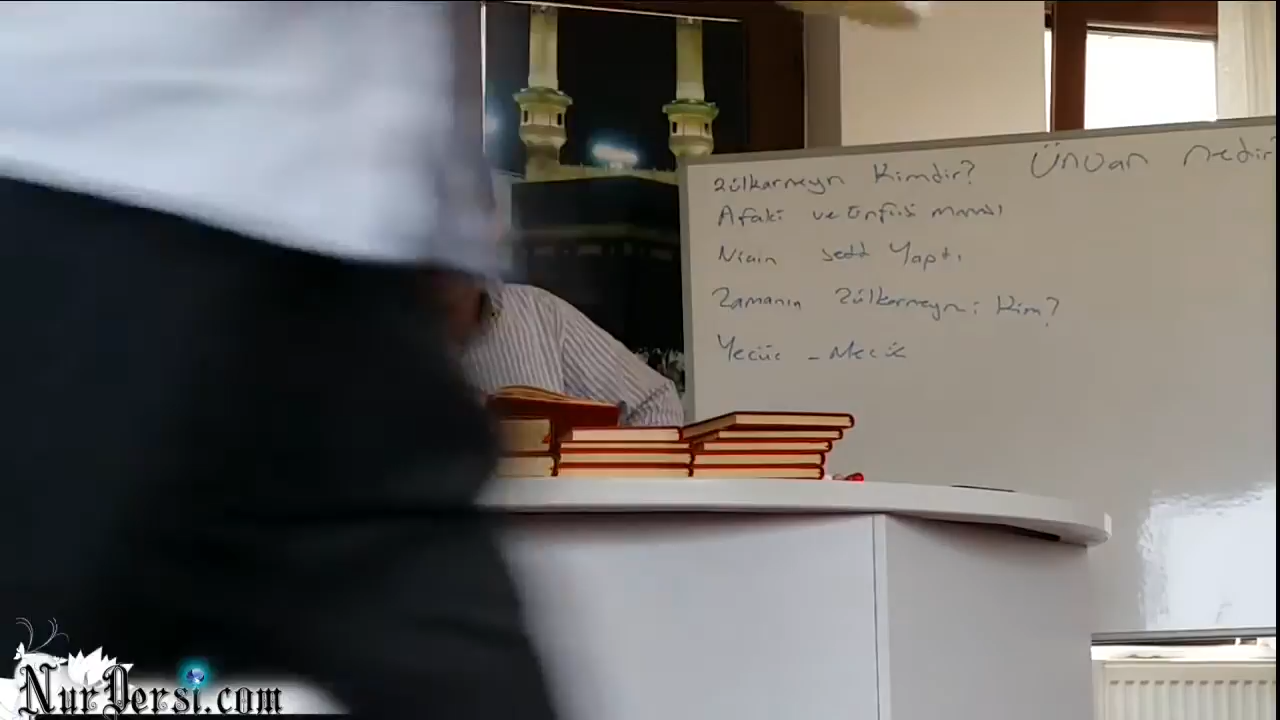 Zülkarneyn Kimdir? Ünvan nedir?
Afaki ve Enfüsi manası
Niçin sedd Yaptı
Zamanın Zülkarneyni Kim?
Yecüc - Mecüc
NurDersi.com